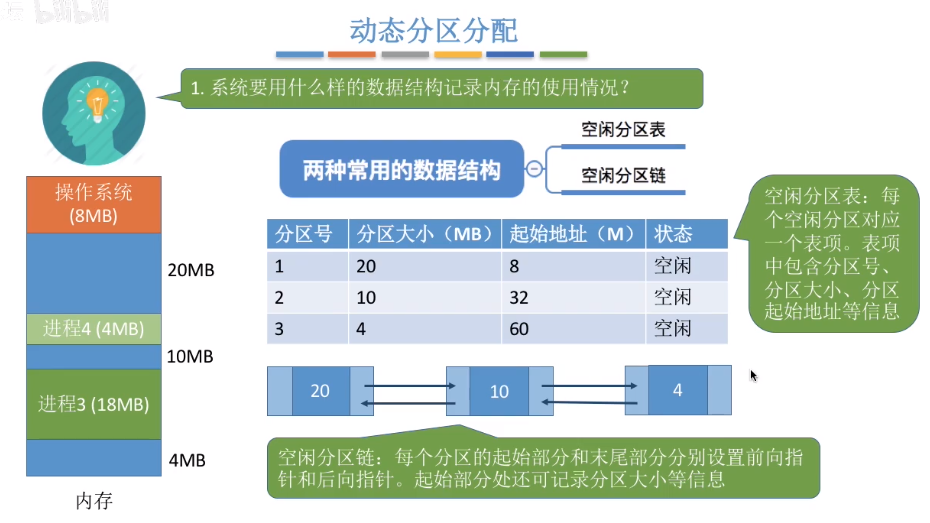 bilibili
动态分区分配
1. 系统要用什么样的数据结构记录内存的使用情况？
两种常用的数据结构
空闲分区表
空闲分区链
操作系统
(8MB)
20MB
进程4 (4MB)
10MB
进程3 (18MB)
4MB
内存
分区号 分区大小（MB） 起始地址（M） 状态
1 20 8 空闲
2 10 32 空闲
3 4 60 空闲
空闲分区表：每
个空闲分区对应
一个表项。表项
中包含分区号、
分区大小、分区
起始地址等信息
20 10 4
空闲分区链：每个分区的起始部分和末尾部分分别设置前向指
针和后向指针。起始部分处还可记录分区大小等信息